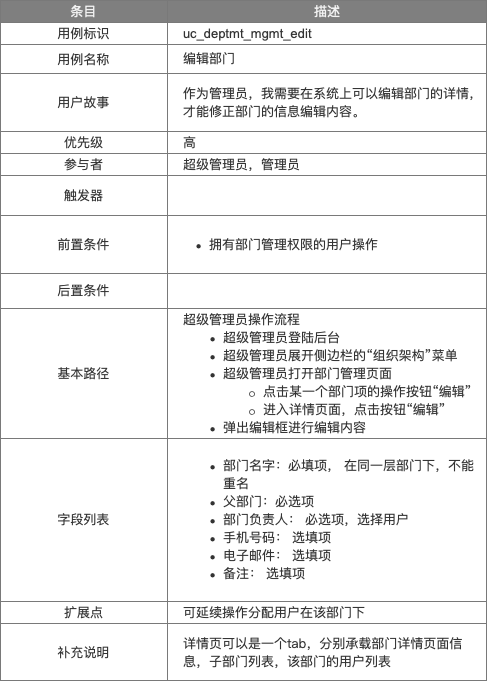 条目 描述
用例标识 uc_deptmt_mgmt_edit
用例名称 编辑部门
用户故事 作为管理员，我需要在系统上可以编辑部门的详情，
才能修正部门的信息编辑内容。
优先级 高
参与者 超级管理员，管理员
触发器
前置条件 • 拥有部门管理权限的用户操作
后置条件
基本路径
超级管理员操作流程
• 超级管理员登陆后台
• 超级管理员展开侧边栏的“组织架构”菜单
• 超级管理员打开部门管理页面
○ 点击某一个部门项的操作按钮“编辑”
○ 进入详情页面，点击按钮“编辑”
• 弹出编辑框进行编辑内容
字段列表
• 部门名字：必填项， 在同一层部门下，不能
重名
• 父部门：必选项
• 部门负责人： 必选项，选择用户
• 手机号码： 选填项
• 电子邮件： 选填项
• 备注： 选填项
扩展点 可延续操作分配用户在该部门下
补充说明 详情页可以是一个tab，分别承载部门详情页面信
息，子部门列表，该部门的用户列表